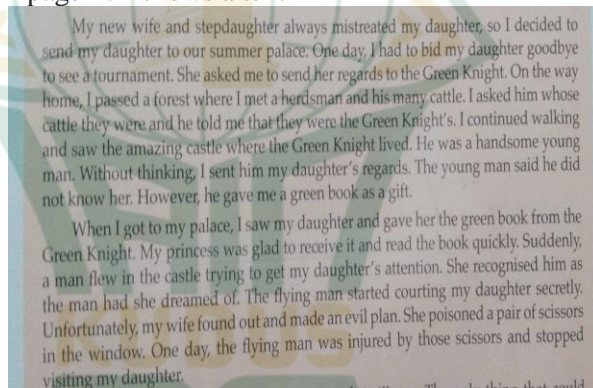 My new wife and stepdaughter always mistreated my daughter, so I decided to
send my daughter to our summer palace. One day, I had to bid my daughter goodbye
to see a tournament. She asked me to send her regards to the Green Knight. On the way
home, I passed a forest where I met a herdsman and his many cattle. I asked him whose
cattle they were and he told me that they were the Green Knight's. I continued walking
and saw the amazing castle where the Green Knight lived. He was a handsome young
man. Without thinking, I sent him my daughter's regards. The young man said he did
not know her. However, he gave me a green book as a gift.
When I got to my palace, I saw my daughter and gave her the green book from the
Green Knight. My princess was glad to receive it and read the book quickly. Suddenly,
a man flew in the castle trying to get my daughter's attention. She recognised him as
the man had she dreamed of. The flying man started courting my daughter secretly.
Unfortunately, my wife found out and made an evil plan. She poisoned a pair of scissors
in the window. One day, the flying man was injured by those scissors and stopped
visiting my daughter.